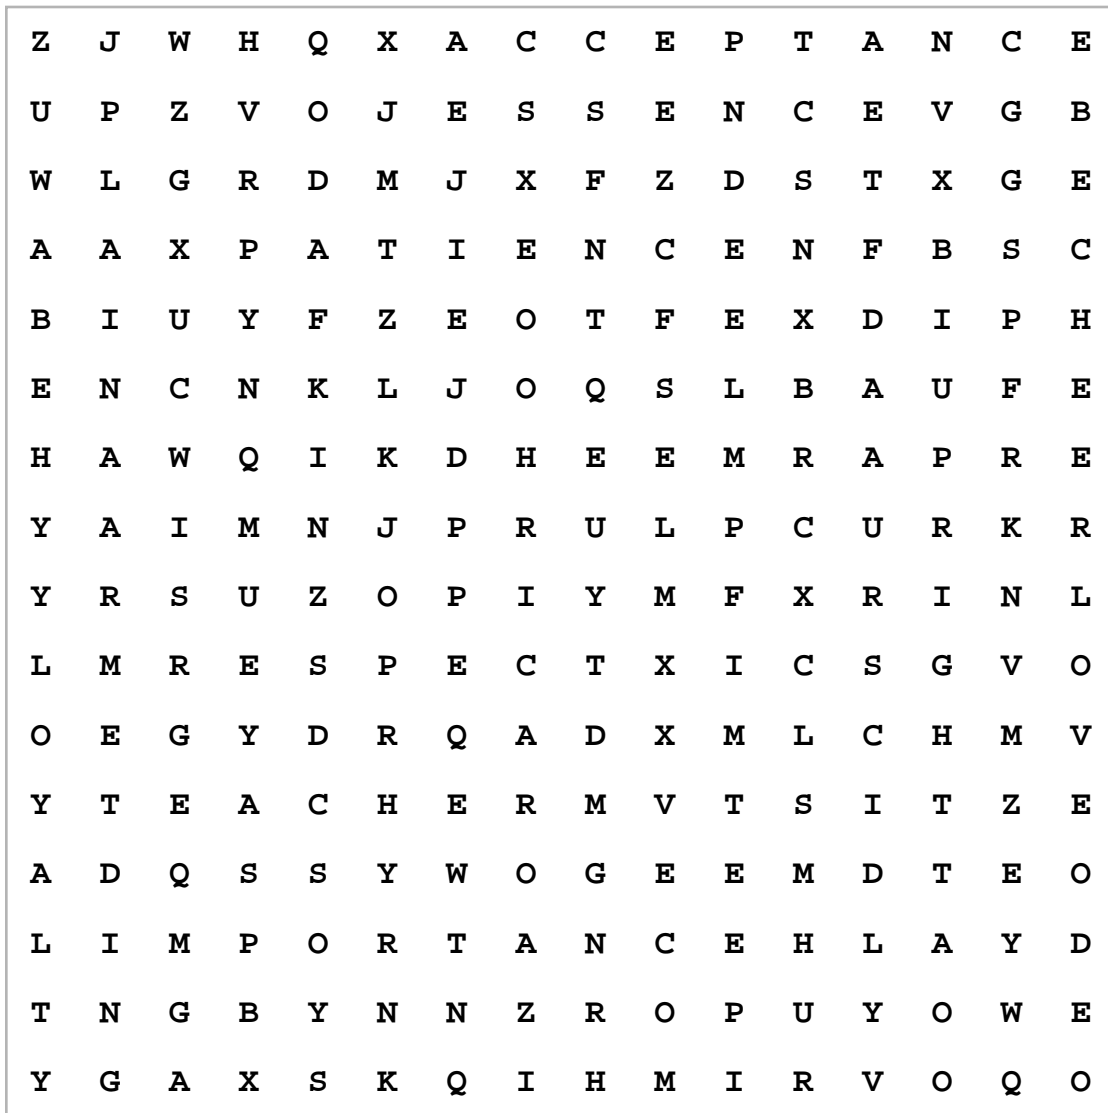 Z J W H Q X A C C E P T A N C E
U P Z V O J E S S E N C E V G B
W L G R D M J X F Z D S T X G E
A A X P A T I E N C E N F B S C
B I U Y F Z E O T F E X D I P H
E N C N K L J O Q S L B A U F E
H A W Q I K D H E E M R A P R E
Y A I M N J P R U L P C U R K R
Y R S U Z O P I Y M F X R I N L
L M R E S P E C T X I C S G V O
O E G Y D R Q A D X M L C H M V
Y T E A C H E R M V T S I T Z E
A D Q S S Y W O G E E M D T E O
L I M P O R T A N C E H L A Y D
T N G B Y N N Z R O P U Y O W E
Y G A X S K Q I H M I R V O Q O